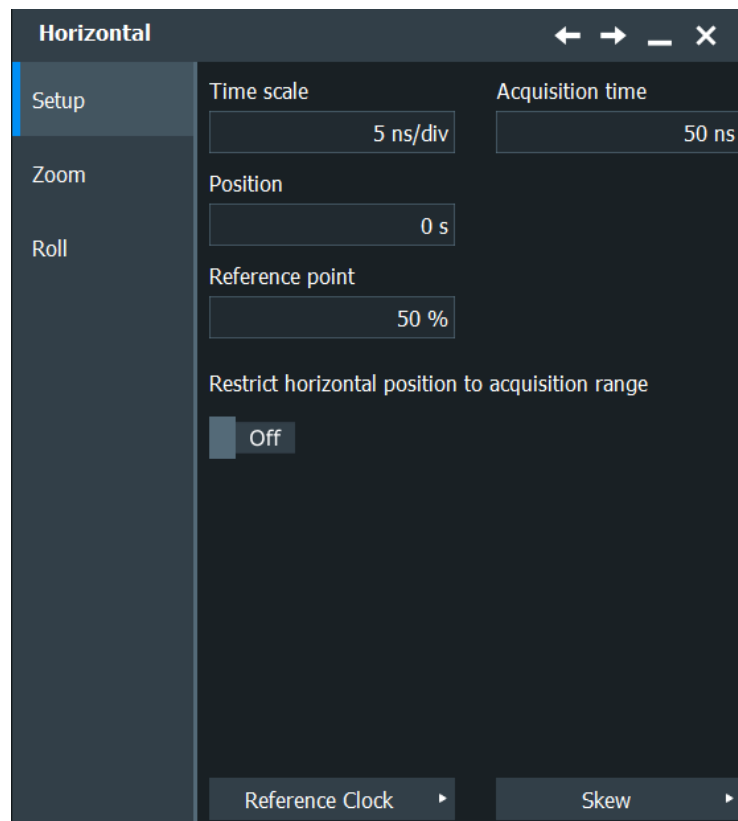 Horizontal
Setup
Zoom
Roll
Time scale
5 ns/div
Acquisition time
50 ns
Position
0 s
Reference point
50 %
Restrict horizontal position to acquisition range
Off
Reference Clock
Skew